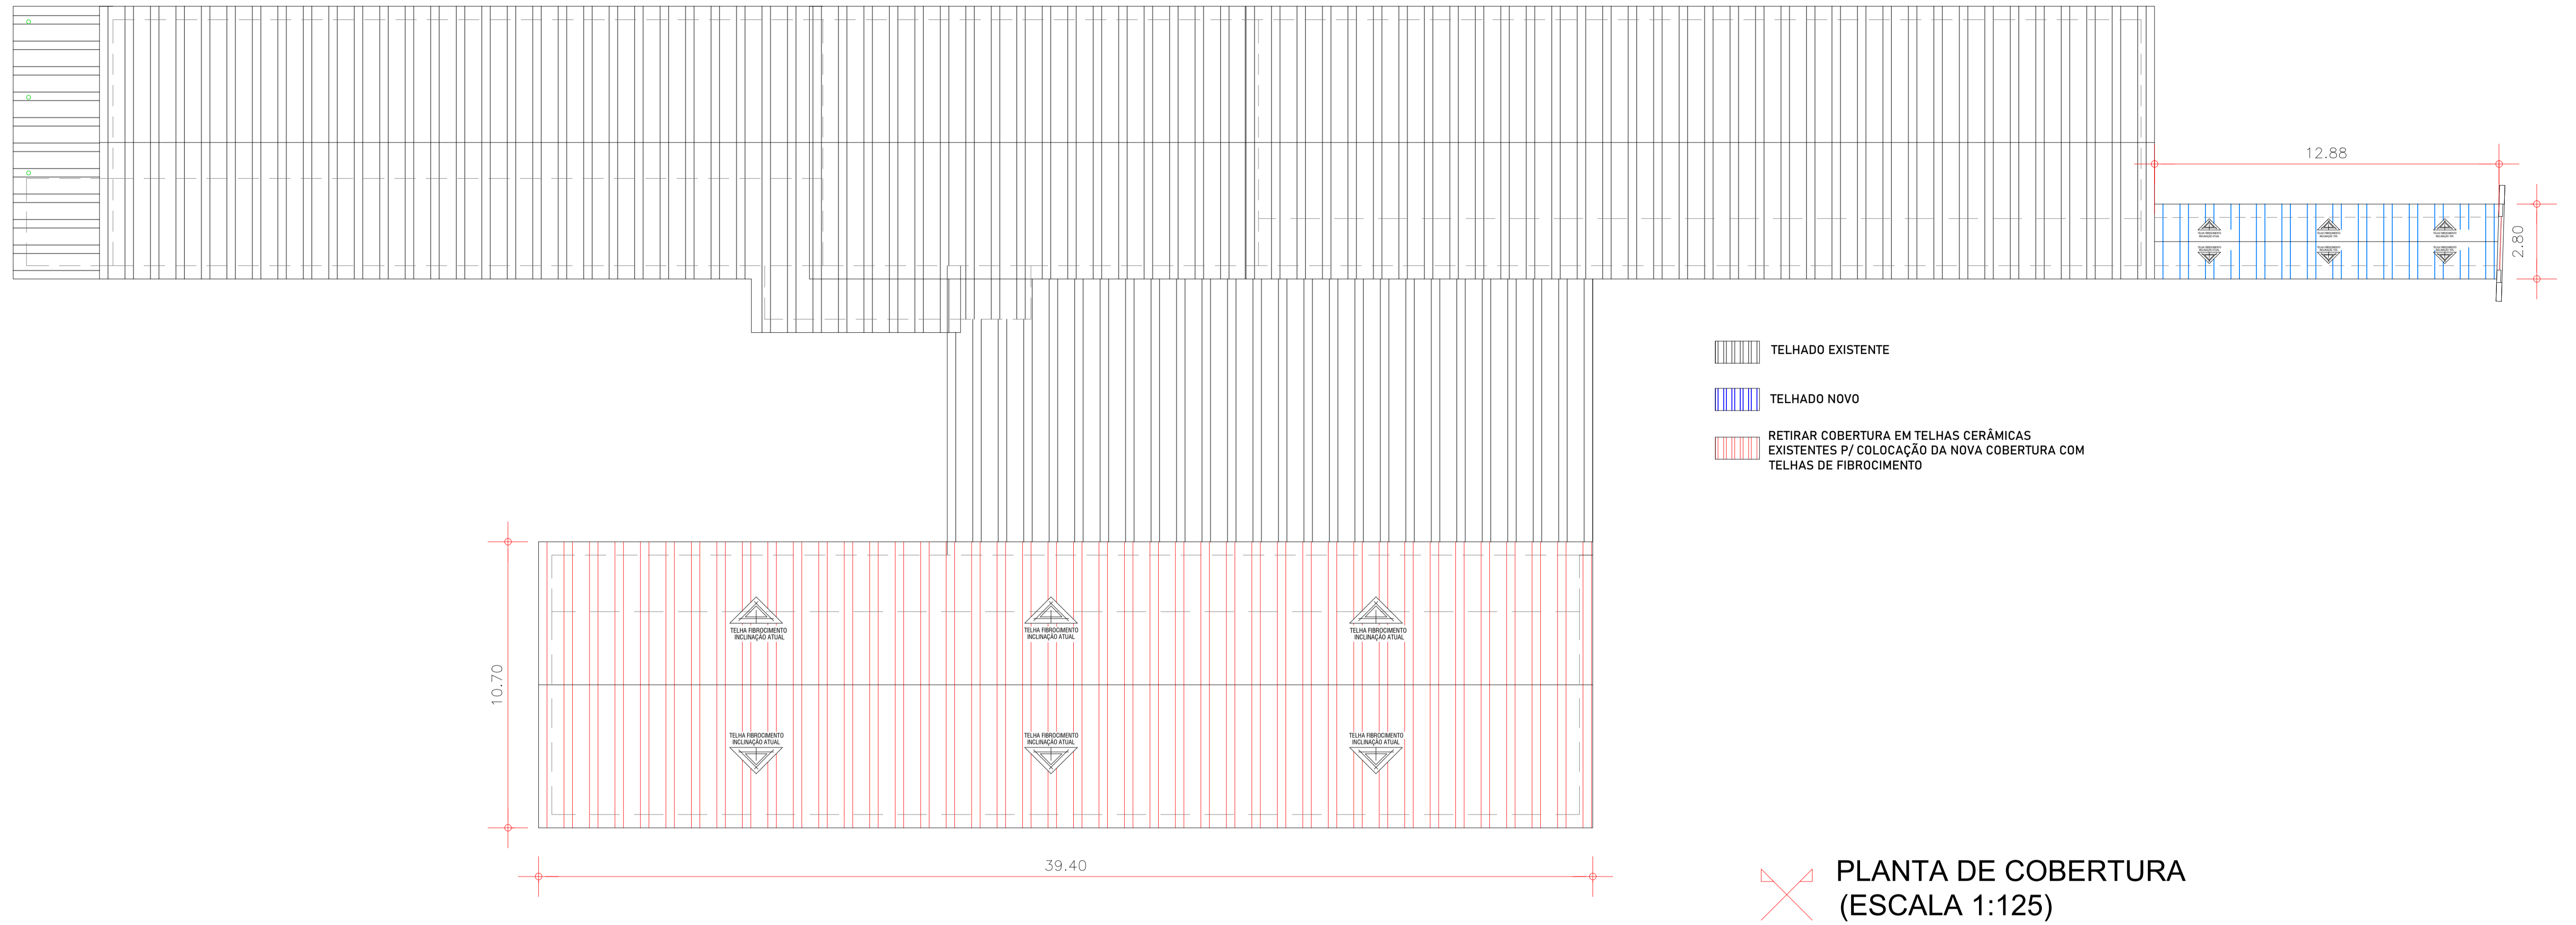 12.88
2.80
TELHADO EXISTENTE
TELHADO NOVO
RETIRAR COBERTURA EM TELHAS CERÂMICAS
EXISTENTES P/ COLOCAÇÃO DA NOVA COBERTURA COM
TELHAS DE FIBROCIMENTO
TELHA FIBROCIMENTO
INCLINAÇÃO ATUAL
TELHA FIBROCIMENTO
INCLINAÇÃO ATUAL
TELHA FIBROCIMENTO
INCLINAÇÃO ATUAL
10.70
TELHA FIBROCIMENTO
INCLINAÇÃO ATUAL
TELHA FIBROCIMENTO
INCLINAÇÃO ATUAL
TELHA FIBROCIMENTO
INCLINAÇÃO ATUAL
39.40
PLANTA DE COBERTURA
(ESCALA 1:125)